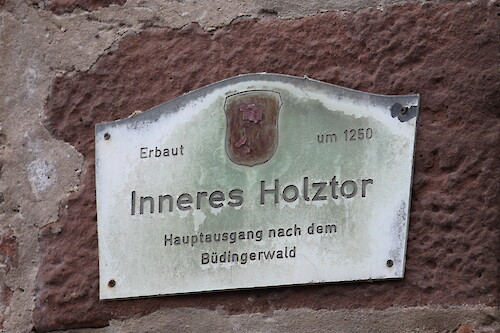 Erbaut um 1250
Inneres Holztor
Hauptausgang nach dem
Büdingerwald